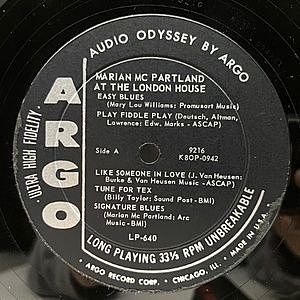 AUDIO ODYSSEY BY ARGO
ARGO
ULTRA HIGH FIDELITY
MARIAN MC PARTLAND
AT THE LONDON HOUSE
EASY BLUES
(Mary Lou Williams; Promusart Music)
PLAY FIDDLE PLAY (Deutsch, Altman,
Lawrence; Edw. Marks - ASCAP)
Side A
9216
K8OP-0942
LIKE SOMEONE IN LOVE (J. Van Heusen;
Burke & Van Heusen Music - ASCAP)
TUNE FOR TEX
(Billy Taylor; Sound Post-BMI)
SIGNATURE BLUES
(Marian Mc Partland; Arc
Music-BMI)
LP-640
LONG PLAYING 33⅓ RPM UNBREAKABLE
· ARGO RECORD CORP. · CHICAGO, ILL. · MADE IN U.S.A.